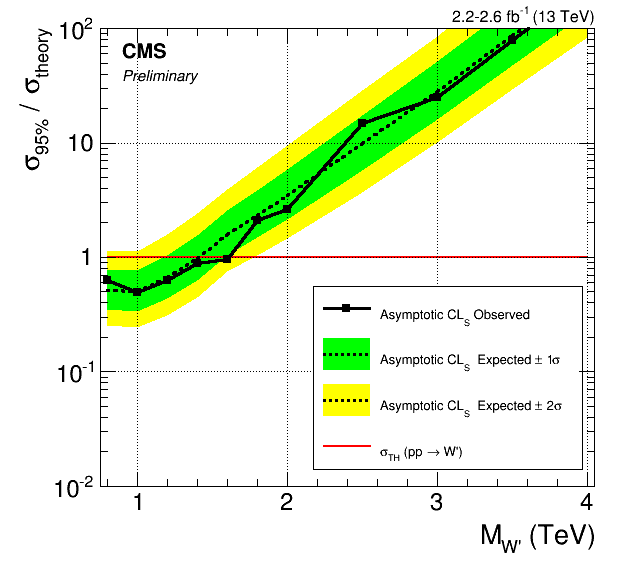 2.2-2.6 fb⁻¹ (13 TeV)
CMS
Preliminary
σ95% / σtheory
10²
10
1
10⁻¹
10⁻²
Asymptotic CLS Observed
Asymptotic CLS Expected ± 1σ
Asymptotic CLS Expected ± 2σ
σTH (pp → W')
1 2 3 4
MW' (TeV)